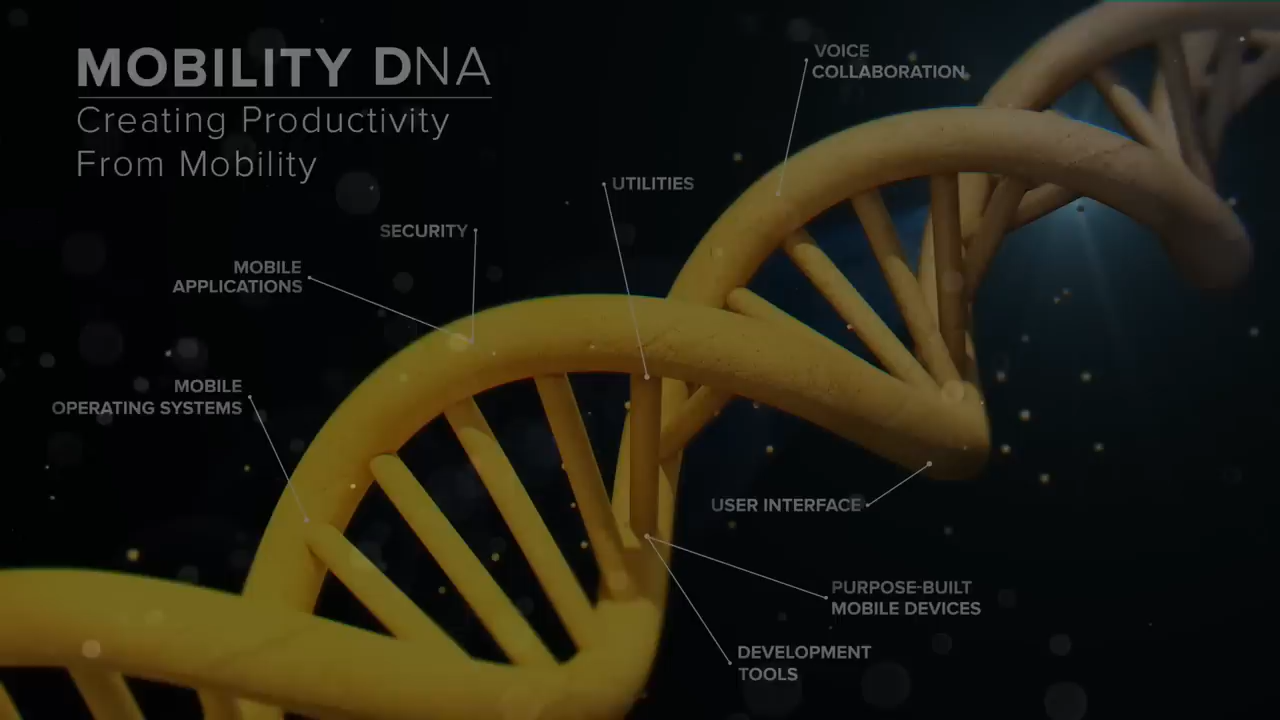 MOBILITY DNA
Creating Productivity
From Mobility
VOICE
COLLABORATION
UTILITIES
SECURITY
MOBILE
APPLICATIONS
MOBILE
OPERATING SYSTEMS
USER INTERFACE
PURPOSE-BUILT
MOBILE DEVICES
DEVELOPMENT
TOOLS